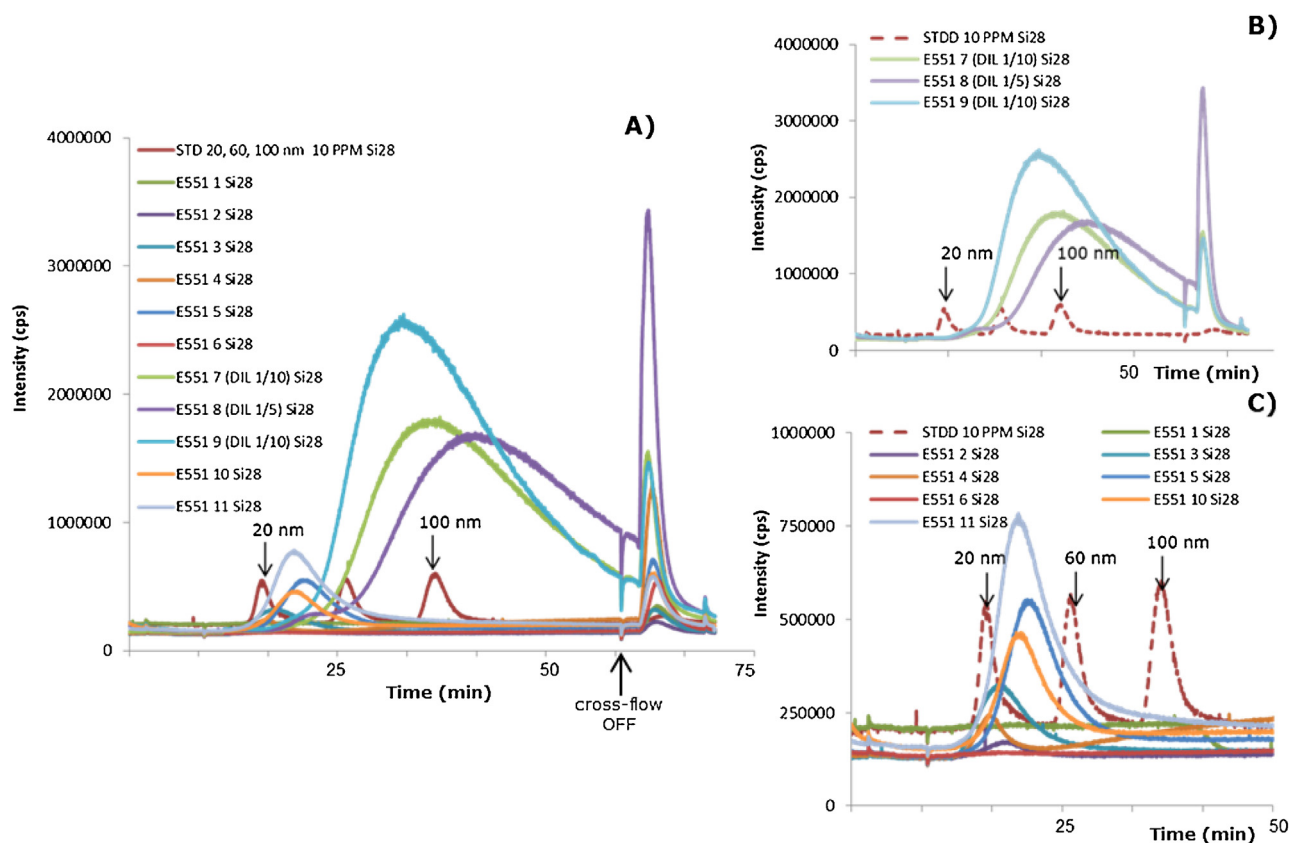 A)
4000000
3000000
2000000
1000000
0
Intensity (cps)
STD 20, 60, 100 nm 10 PPM Si28
E551 1 Si28
E551 2 Si28
E551 3 Si28
E551 4 Si28
E551 5 Si28
E551 6 Si28
E551 7 (DIL 1/10) Si28
E551 8 (DIL 1/5) Si28
E551 9 (DIL 1/10) Si28
E551 10 Si28
E551 11 Si28
20 nm
100 nm
25
50
75
Time (min)
cross-flow
OFF
B)
4000000
3000000
2000000
1000000
0
Intensity (cps)
STDD 10 PPM Si28
E551 7 (DIL 1/10) Si28
E551 8 (DIL 1/5) Si28
E551 9 (DIL 1/10) Si28
20 nm
100 nm
50
Time (min)
C)
1000000
750000
500000
250000
0
Intensity (cps)
STDD 10 PPM Si28
E551 1 Si28
E551 2 Si28
E551 3 Si28
E551 4 Si28
E551 5 Si28
E551 6 Si28
E551 10 Si28
E551 11 Si28
20 nm
60 nm
100 nm
25
50
Time (min)